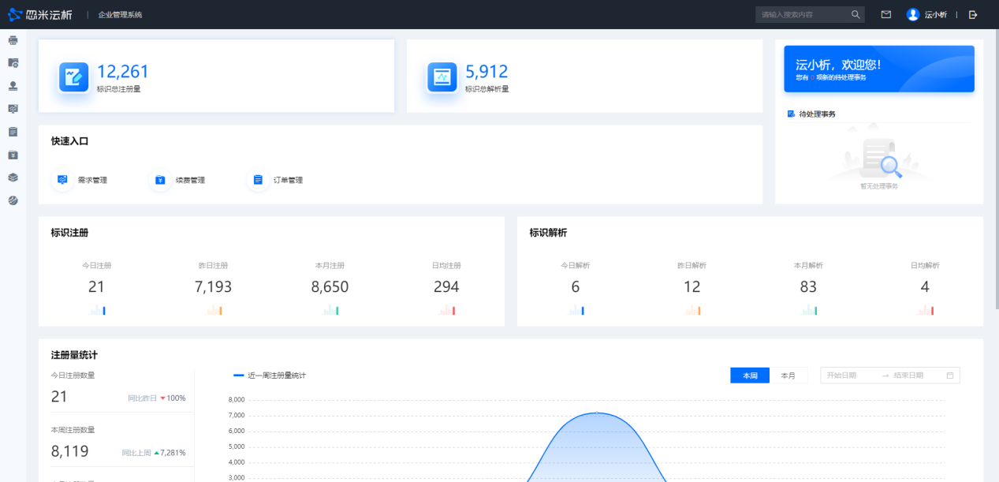 忽米沄析 | 企业管理系统
请输入搜索内容
沄小析
12,261
标识总注册量
5,912
标识总解析量
沄小析，欢迎您！
您有 0 项新的待处理事务
待处理事务
暂无处理事务
快速入口
需求管理
续费管理
订单管理
标识注册
今日注册 昨日注册 本月注册 日均注册
21 7,193 8,650 294
标识解析
今日解析 昨日解析 本月解析 日均解析
6 12 83 4
注册量统计
今日注册数量
21 同比昨日 100%
本周注册数量
8,119 同比上周 7,281%
近一周注册量统计
本周 本月 开始日期 → 结束日期
8,000
7,000
6,000
5,000
4,000
3,000